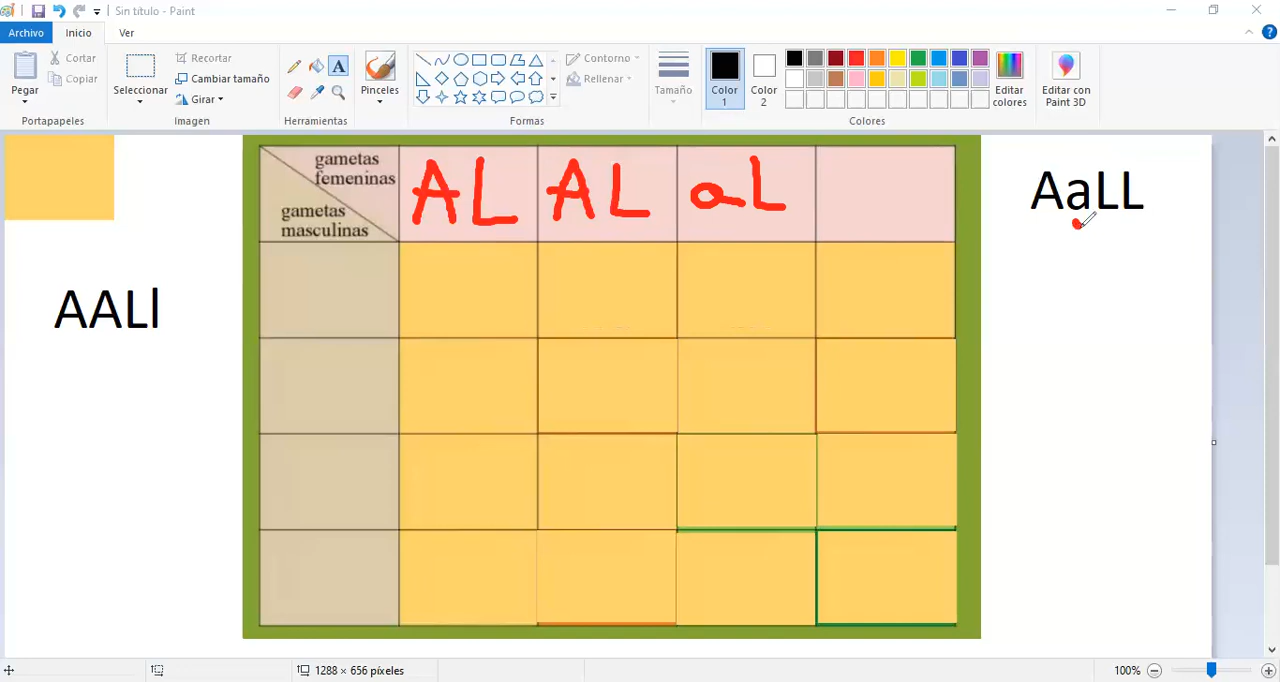 Sin título - Paint
Archivo
Inicio
Ver
Pegar
Cortar
Copiar
Portapapeles
Seleccionar
Recortar
Cambiar tamaño
Girar
Imagen
A
Herramientas
Pinceles
Contorno
Rellenar
Formas
Tamaño
Color
1
Color
2
Editar
colores
Editar con
Paint 3D
Colores
gametas
femeninas
gametas
masculinas
AL
AL
aL
AaLL
AALl
1288 × 656 píxeles
100%